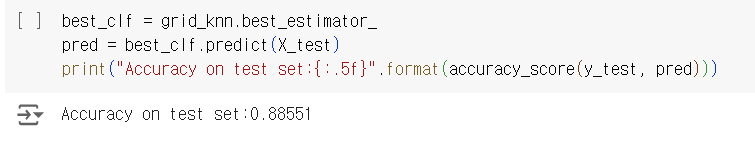 [ ] best_clf = grid_knn.best_estimator_
pred = best_clf.predict(X_test)
print("Accuracy on test set:{:.5f}".format(accuracy_score(y_test, pred)))
Accuracy on test set:0.88551